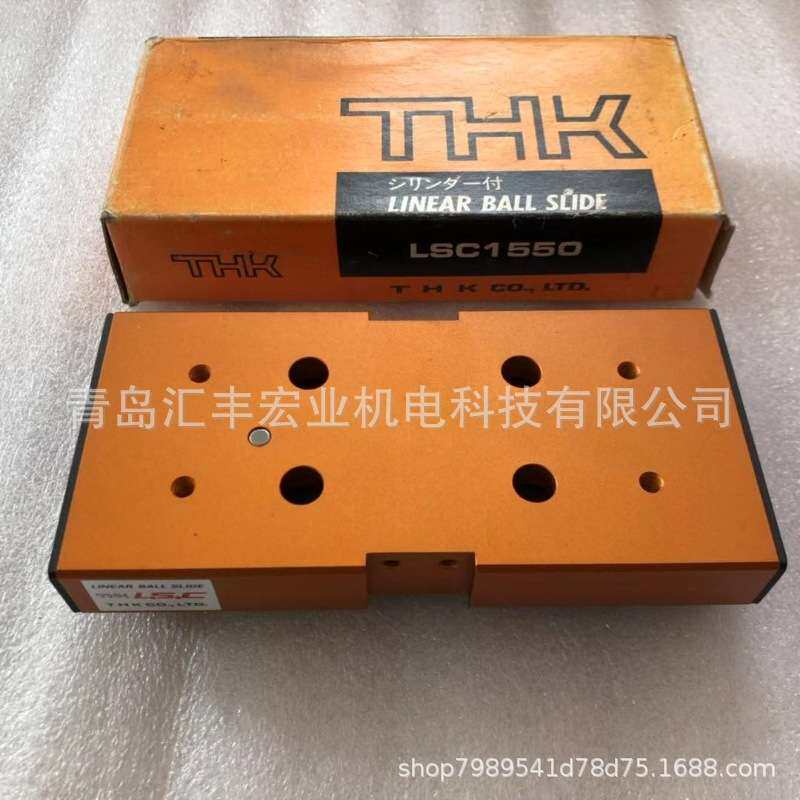 THK
シリンダー付
LINEAR BALL SLIDE
THK
LSC1550
THK CO., LTD.
青岛汇丰宏业机电科技有限公司
LINEAR BALL SLIDE
THK LSC
T.H.K CO., LTD.
shop7989541d78d75.1688.com